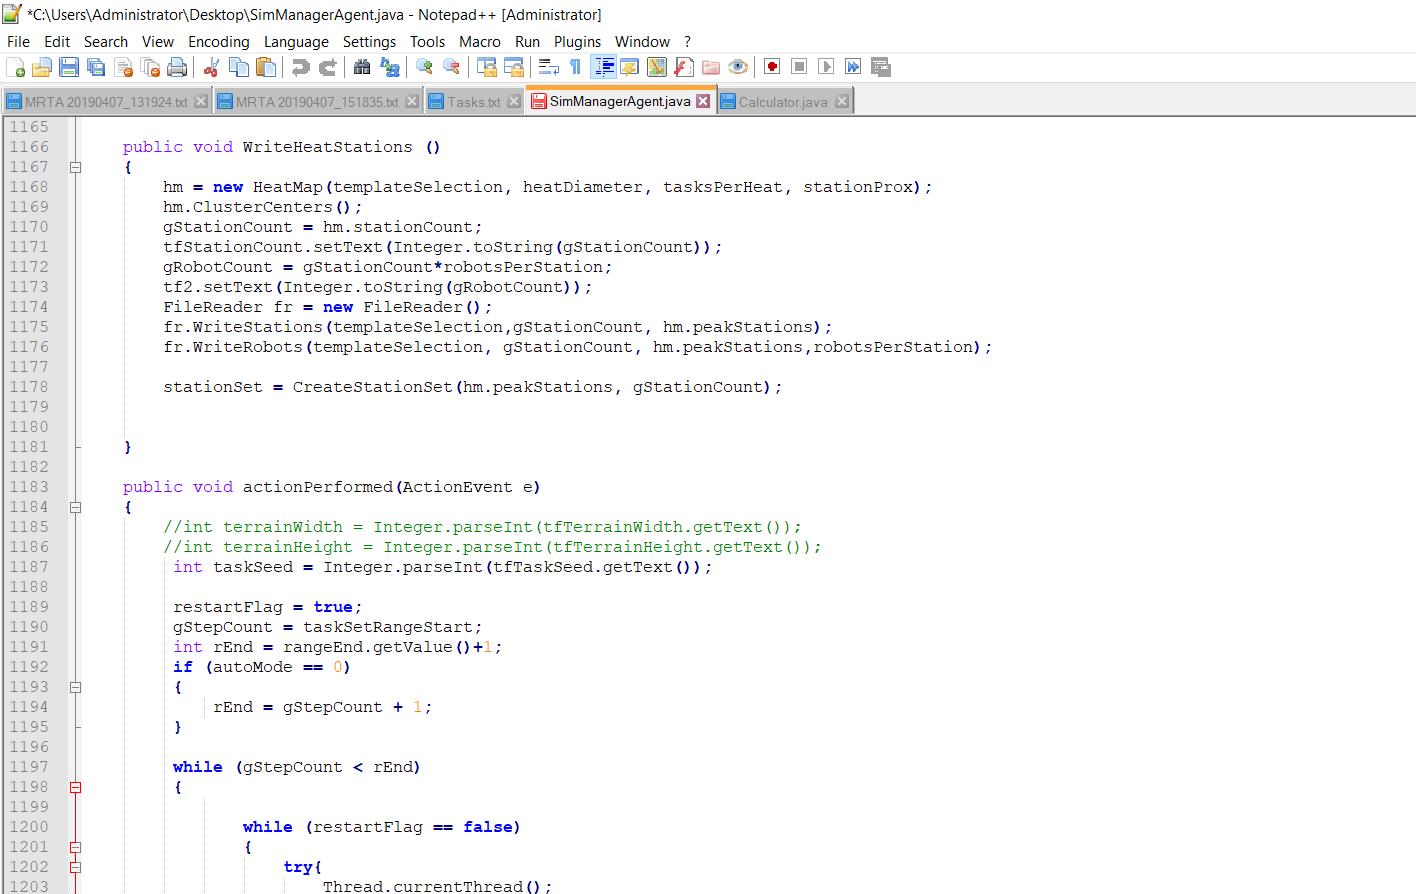 *C:\Users\Administrator\Desktop\SimManagerAgent.java - Notepad++ [Administrator]
File Edit Search View Encoding Language Settings Tools Macro Run Plugins Window ?
MRTA 20190407_131924.txt MRTA 20190407_151835.txt Tasks.txt SimManagerAgent.java Calculator.java
1165
1166 public void WriteHeatStations ()
1167 {
1168 hm = new HeatMap(templateSelection, heatDiameter, tasksPerHeat, stationProx);
1169 hm.ClusterCenters();
1170 gStationCount = hm.stationCount;
1171 tfStationCount.setText(Integer.toString(gStationCount));
1172 gRobotCount = gStationCount*robotsPerStation;
1173 tf2.setText(Integer.toString(gRobotCount));
1174 FileReader fr = new FileReader();
1175 fr.WriteStations(templateSelection,gStationCount, hm.peakStations);
1176 fr.WriteRobots(templateSelection, gStationCount, hm.peakStations,robotsPerStation);
1177
1178 stationSet = CreateStationSet(hm.peakStations, gStationCount);
1179
1180
1181 }
1182
1183 public void actionPerformed(ActionEvent e)
1184 {
1185 //int terrainWidth = Integer.parseInt(tfTerrainWidth.getText());
1186 //int terrainHeight = Integer.parseInt(tfTerrainHeight.getText());
1187 int taskSeed = Integer.parseInt(tfTaskSeed.getText());
1188
1189 restartFlag = true;
1190 gStepCount = taskSetRangeStart;
1191 int rEnd = rangeEnd.getValue()+1;
1192 if (autoMode == 0)
1193 {
1194 rEnd = gStepCount + 1;
1195 }
1196
1197 while (gStepCount < rEnd)
1198 {
1199
1200 while (restartFlag == false)
1201 {
1202 try{
1203 Thread.currentThread();